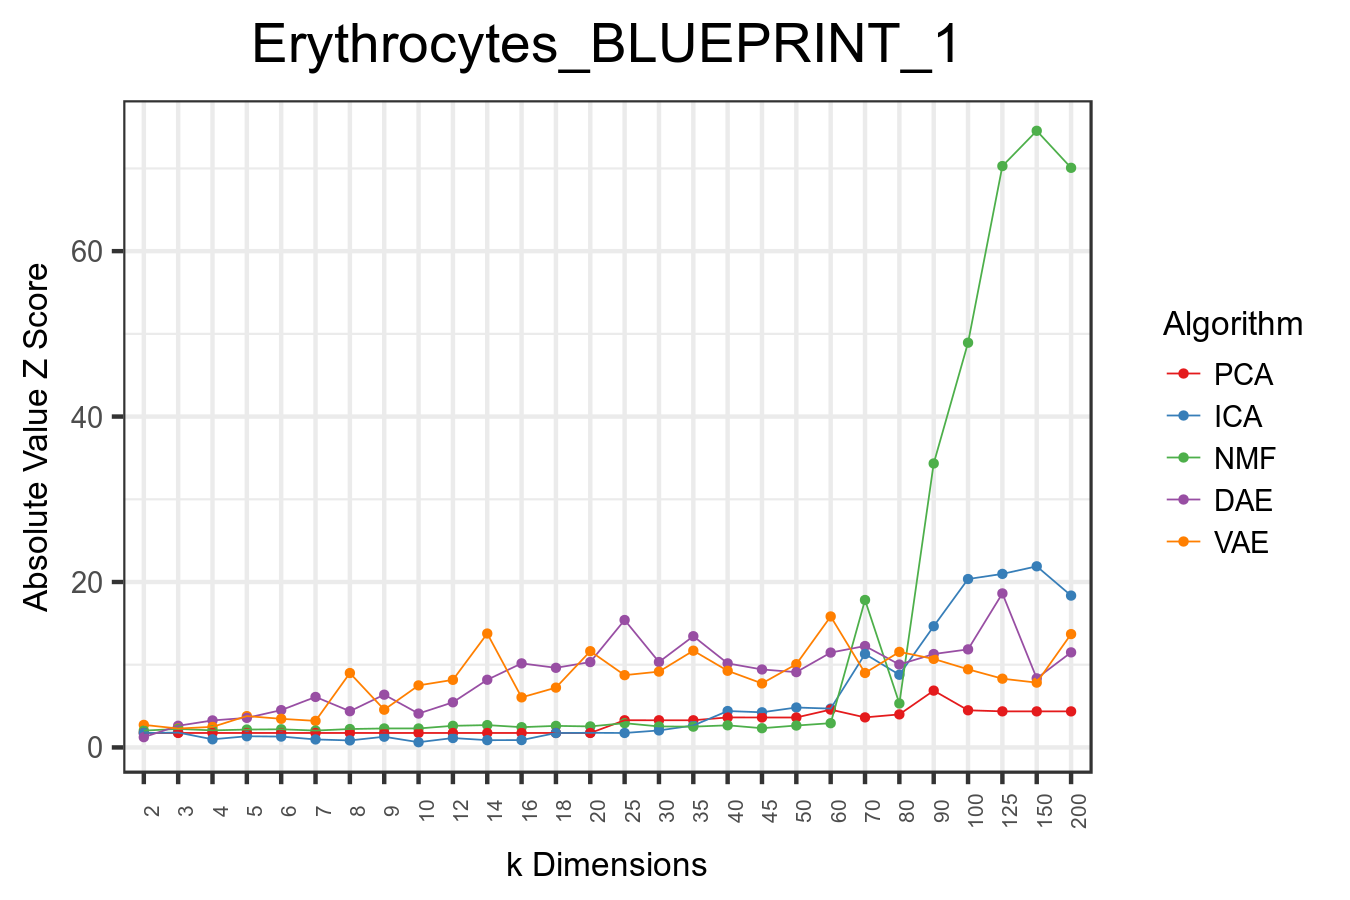 Erythrocytes_BLUEPRINT_1
Absolute Value Z Score
60
40
20
0
2 3 4 5 6 7 8 9 10 12 14 16 18 20 25 30 35 40 45 50 60 70 80 90 100 125 150 200
k Dimensions
Algorithm
PCA
ICA
NMF
DAE
VAE